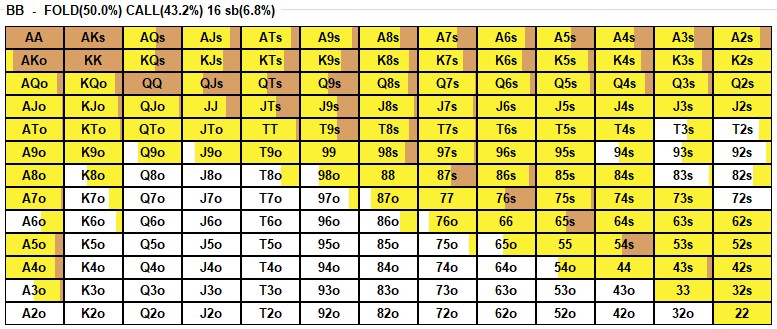 BB - FOLD(50.0%) CALL(43.2%) 16 sb(6.8%)
AA AKs AQs AJs ATs A9s A8s A7s A6s A5s A4s A3s A2s
AKo KK KQs KJs KTs K9s K8s K7s K6s K5s K4s K3s K2s
AQo KQo QQ QJs QTs Q9s Q8s Q7s Q6s Q5s Q4s Q3s Q2s
AJo KJo QJo JJ JTs J9s J8s J7s J6s J5s J4s J3s J2s
ATo KTo QTo JTo TT T9s T8s T7s T6s T5s T4s T3s T2s
A9o K9o Q9o J9o T9o 99 98s 97s 96s 95s 94s 93s 92s
A8o K8o Q8o J8o T8o 98o 88 87s 86s 85s 84s 83s 82s
A7o K7o Q7o J7o T7o 97o 87o 77 76s 75s 74s 73s 72s
A6o K6o Q6o J6o T6o 96o 86o 76o 66 65s 64s 63s 62s
A5o K5o Q5o J5o T5o 95o 85o 75o 65o 55 54s 53s 52s
A4o K4o Q4o J4o T4o 94o 84o 74o 64o 54o 44 43s 42s
A3o K3o Q3o J3o T3o 93o 83o 73o 63o 53o 43o 33 32s
A2o K2o Q2o J2o T2o 92o 82o 72o 62o 52o 42o 32o 22